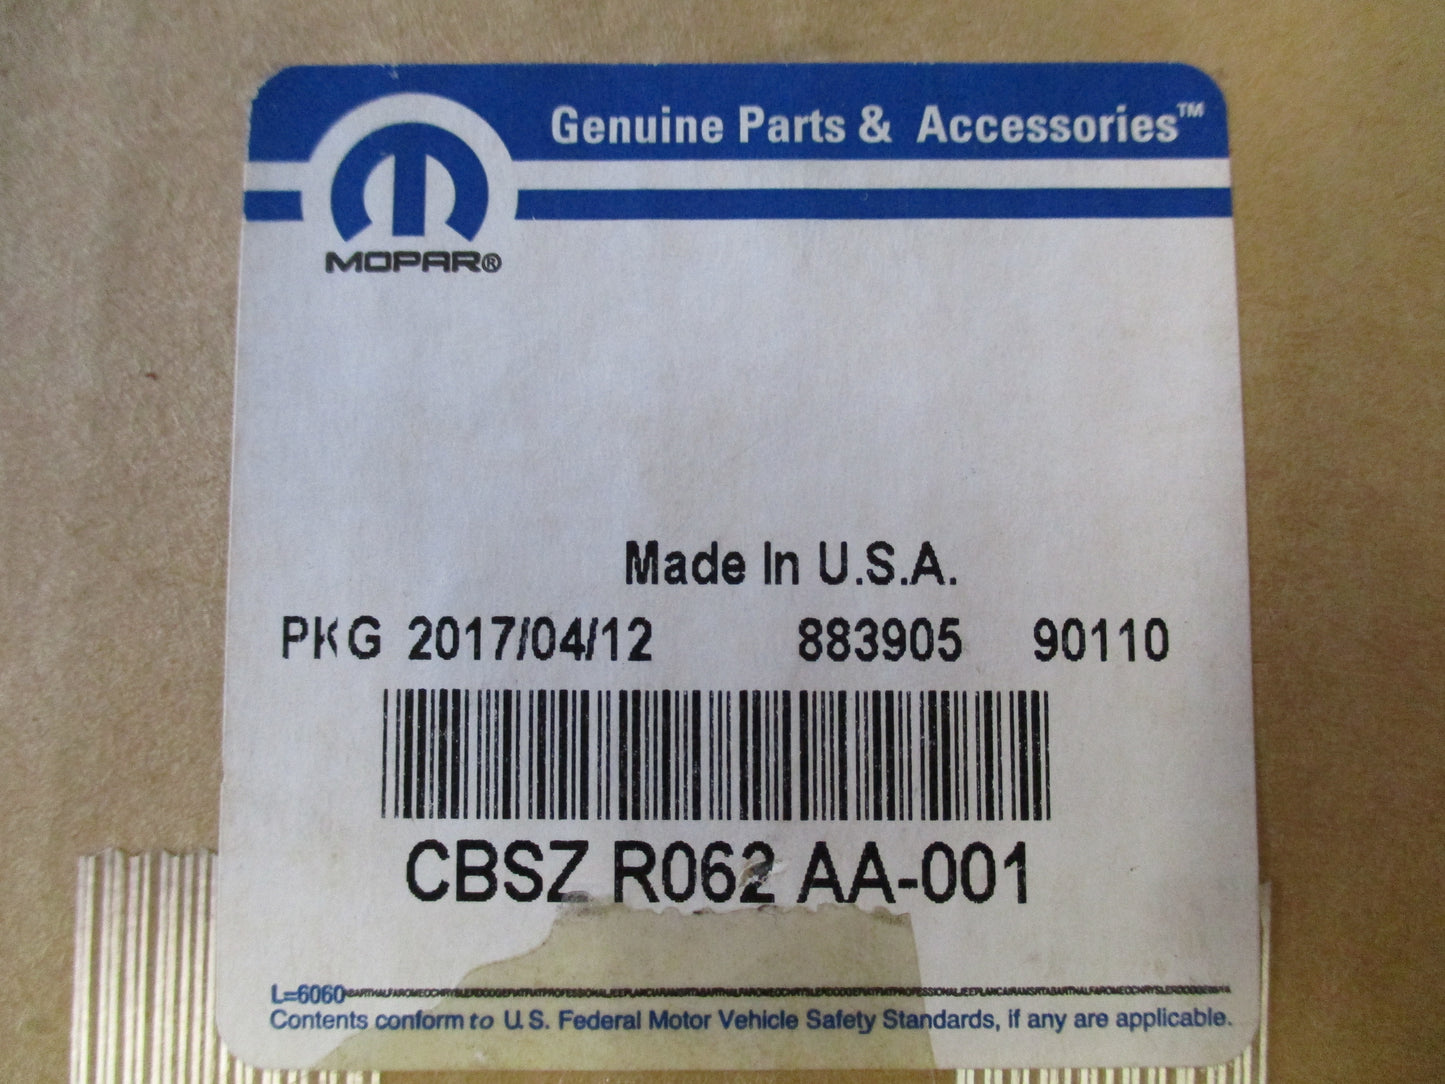 Genuine Parts & Accessories™
MOPAR®
Made In U.S.A.
PKG 2017/04/12 883905 90110
CBSZ R062 AA-001
L=6060
Contents conform to U.S. Federal Motor Vehicle Safety Standards, if any are applicable.